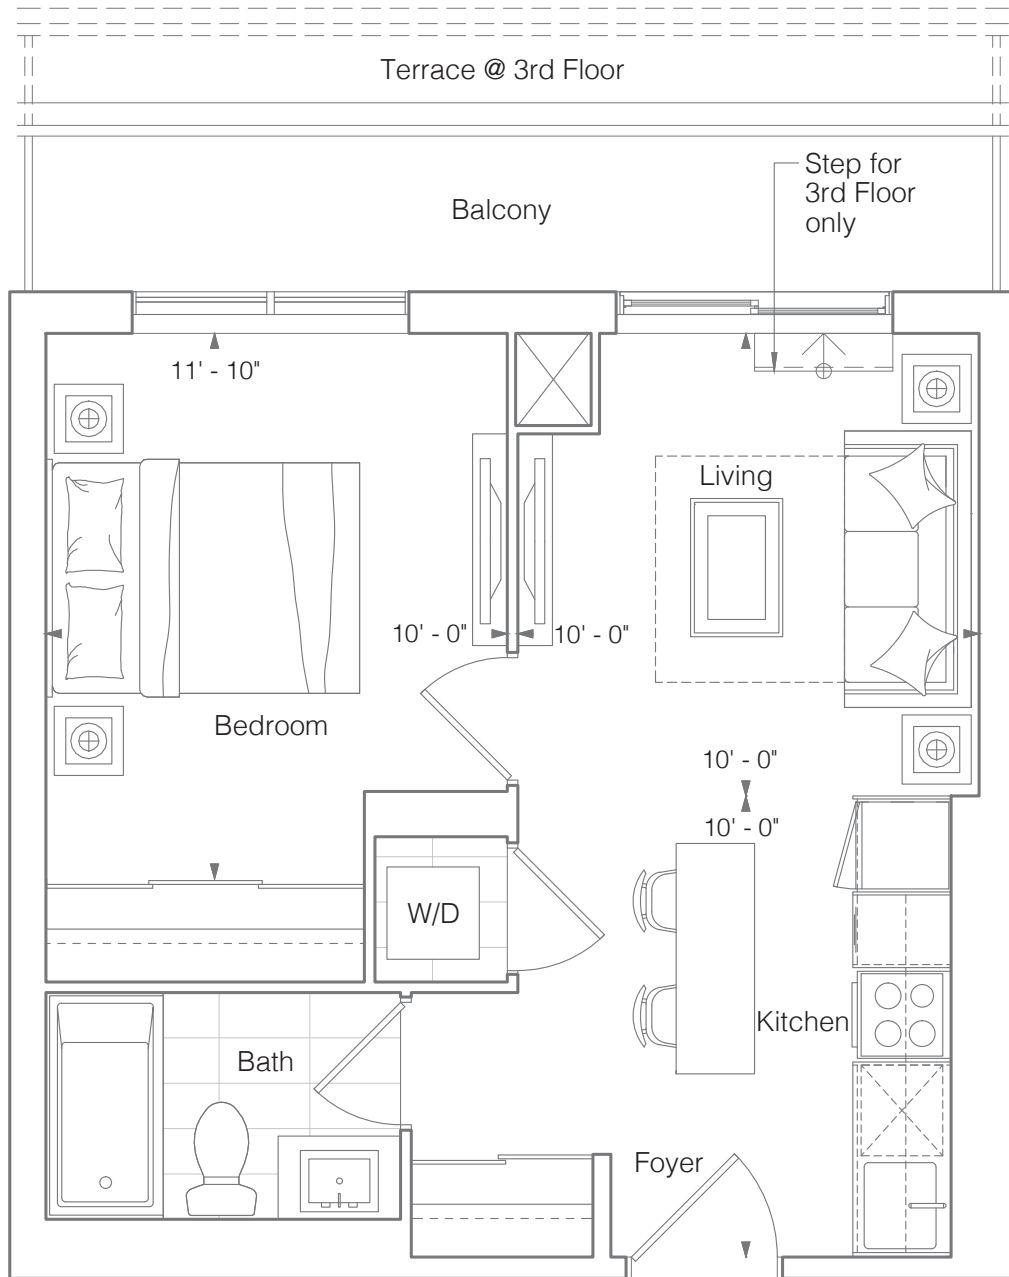 Terrace @ 3rd Floor
Step for
3rd Floor
only
Balcony
11' - 10"
Living
10' - 0"
10' - 0"
Bedroom
10' - 0"
10' - 0"
W/D
Kitchen
Bath
Foyer